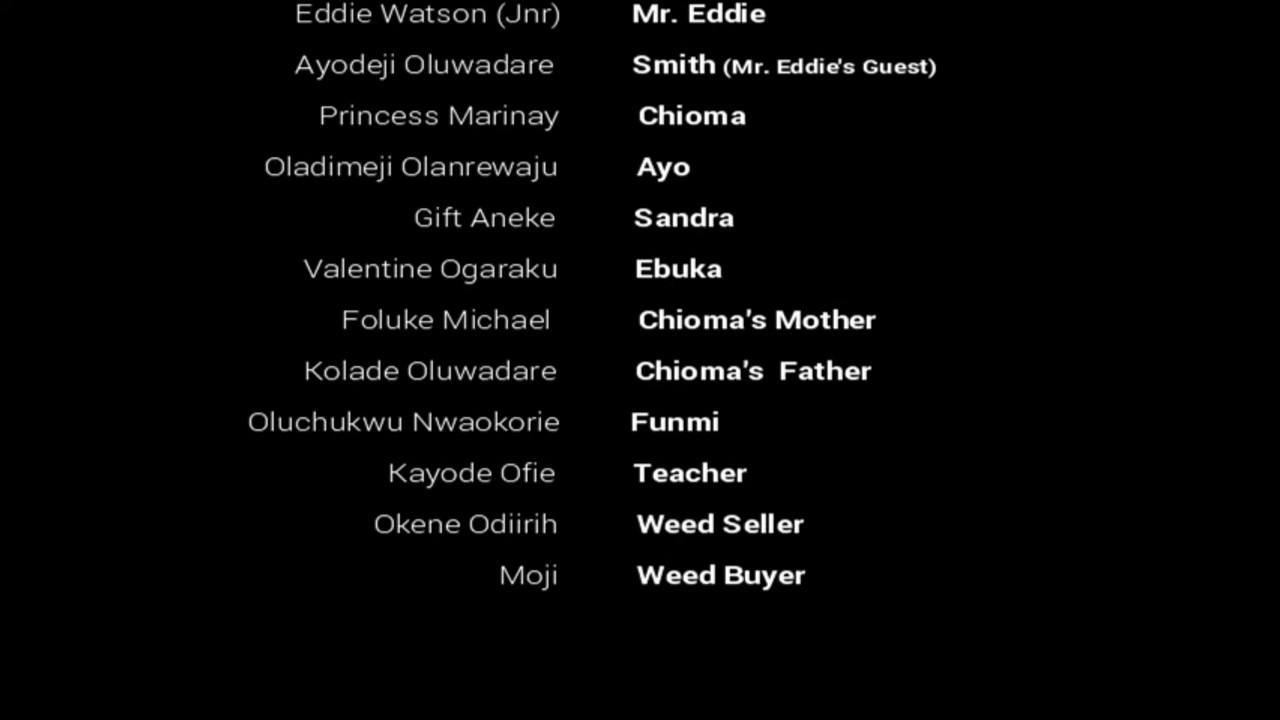 Eddie Watson (Jnr) Mr. Eddie
Ayodeji Oluwadare Smith (Mr. Eddie's Guest)
Princess Marinay Chioma
Oladimeji Olanrewaju Ayo
Gift Aneke Sandra
Valentine Ogaraku Ebuka
Foluke Michael Chioma's Mother
Kolade Oluwadare Chioma's Father
Oluchukwu Nwaokorie Funmi
Kayode Ofie Teacher
Okene Odiirih Weed Seller
Moji Weed Buyer